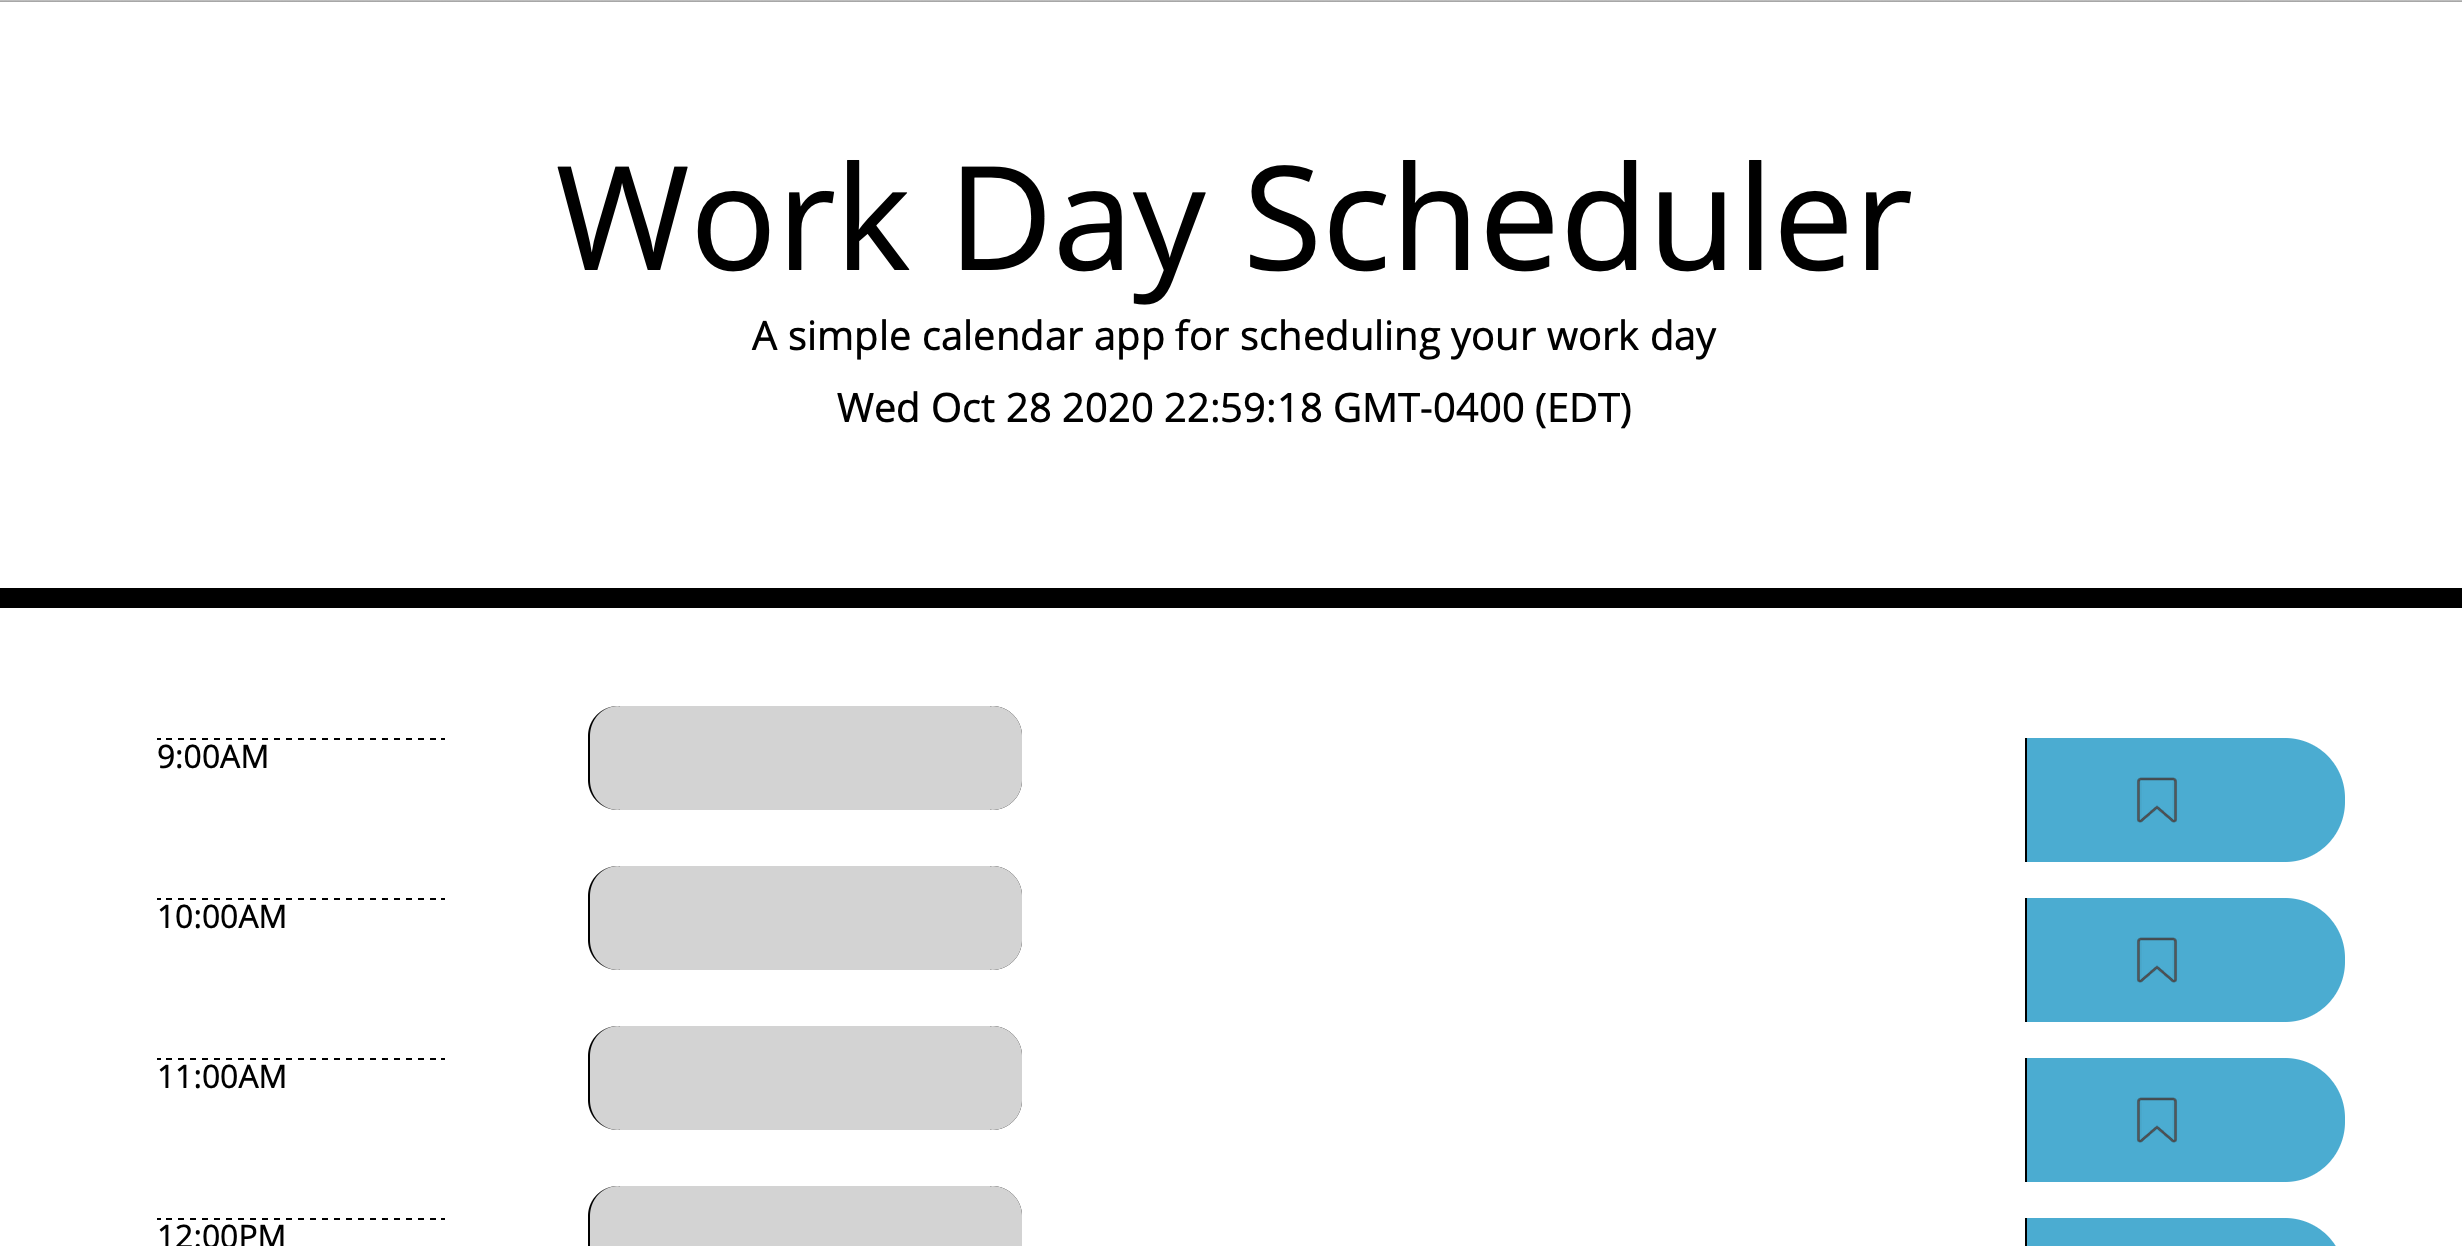 Work Day Scheduler
A simple calendar app for scheduling your work day
Wed Oct 28 2020 22:59:18 GMT-0400 (EDT)
9:00AM
10:00AM
11:00AM
12:00PM